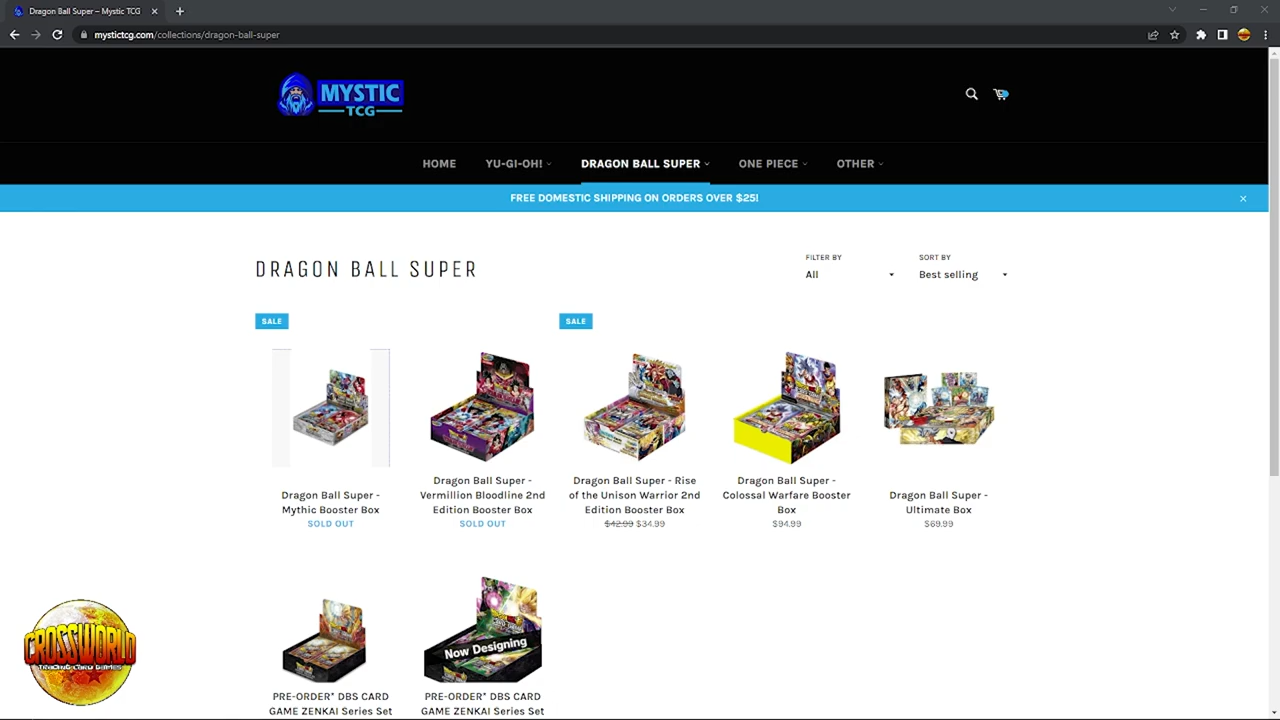 Dragon Ball Super – Mystic TCG
mystictcg.com/collections/dragon-ball-super
MYSTIC
TCG
HOME YU-GI-OH! DRAGON BALL SUPER ONE PIECE OTHER
FREE DOMESTIC SHIPPING ON ORDERS OVER $25!
DRAGON BALL SUPER
FILTER BY
All
SORT BY
Best selling
SALE
Dragon Ball Super -
Mythic Booster Box
SOLD OUT
Dragon Ball Super -
Vermillion Bloodline 2nd
Edition Booster Box
SOLD OUT
SALE
Dragon Ball Super - Rise
of the Unison Warrior 2nd
Edition Booster Box
$42.99 $34.99
Dragon Ball Super -
Colossal Warfare Booster
Box
$94.99
Dragon Ball Super -
Ultimate Box
$69.99
PRE-ORDER* DBS CARD
GAME ZENKAI Series Set
Now Designing
PRE-ORDER* DBS CARD
GAME ZENKAI Series Set
CROSSWORLD
TRADING CARD GAMES